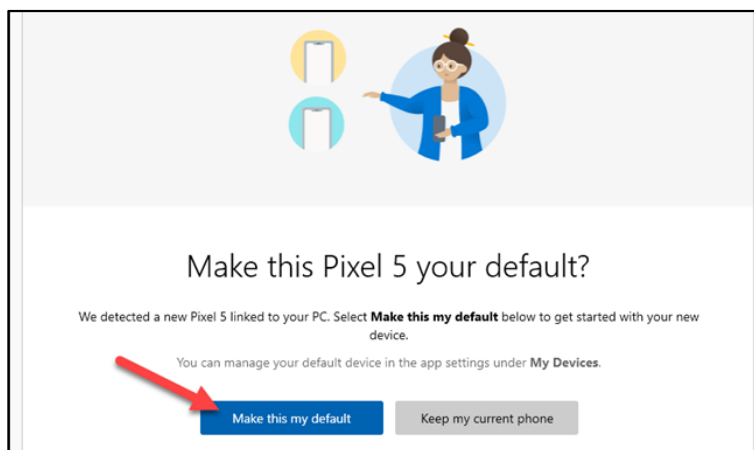 Make this Pixel 5 your default?
We detected a new Pixel 5 linked to your PC. Select Make this my default below to get started with your new
device.
You can manage your default device in the app settings under My Devices.
Make this my default
Keep my current phone